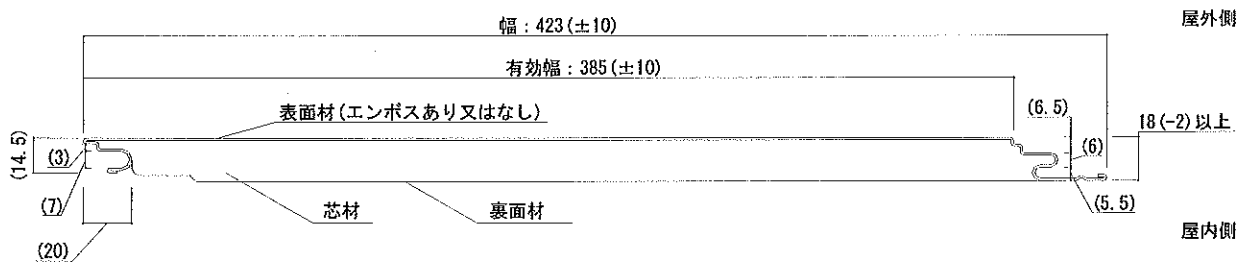 幅：423(±10)
屋外側
有効幅：385(±10)
表面材(エンボスあり又はなし)
(6.5)
18(-2)以上
(14.5)
(3)
(6)
(7)
芯材
裏面材
(5.5)
屋内側
(20)